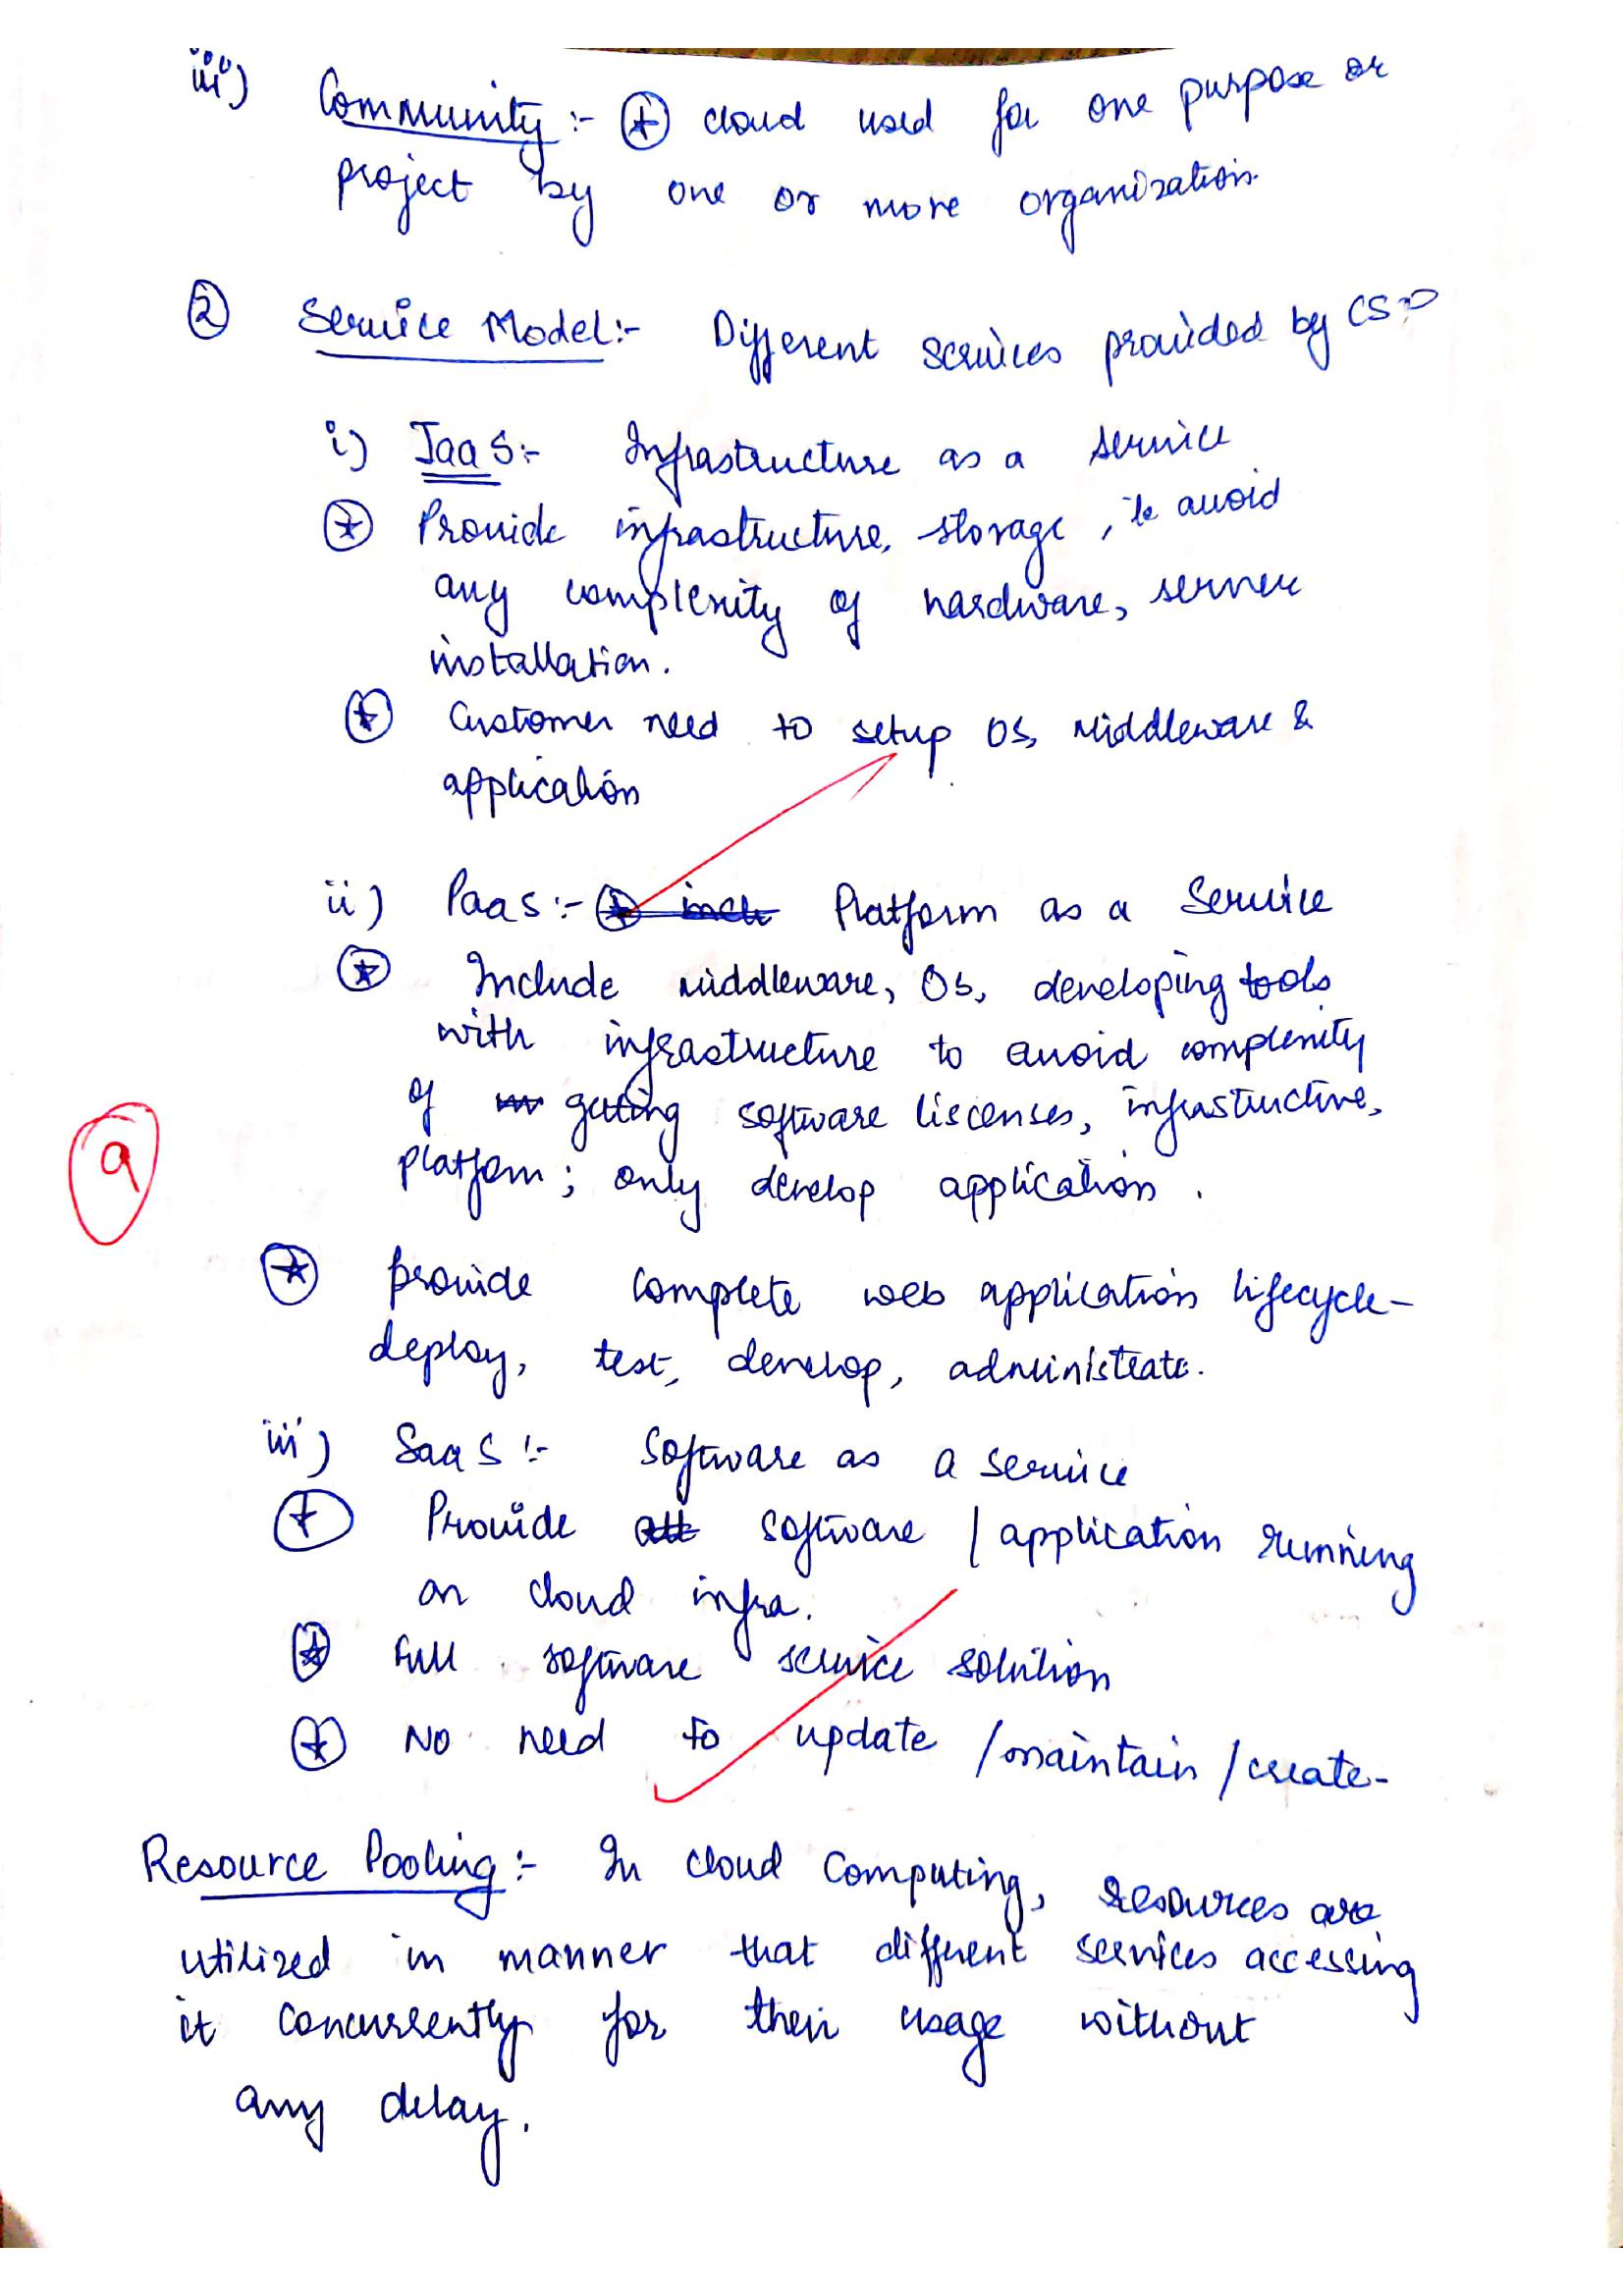 iii) Community :- ⊛ cloud used for one purpose or
project by one or more organization.
② Service Model:- Different services provided by CSP
i) IaaS:- Infrastructure as a service
⊛ Provide infrastructure, storage, to avoid
any complexity of hardware, server
installation.
⊛ Customer need to setup OS, Middleware &
application
ii) PaaS:- Platform as a Service
⊛ Include middleware, OS, developing tools
with infrastructure to avoid complexity
of getting software liscenses, infrastructure,
platform; only develop application.
9
⊛ provide complete web application lifecycle-
deploy, test, develop, administrate.
iii) SaaS:- Software as a service
⊛ Provide software / application running
on cloud infra.
⊛ Full software service solution
⊛ No need to update /maintain /create-
Resource Pooling:- In cloud computing, resources are
utilized in manner that different services accessing
it concurrently for their usage without
any delay.